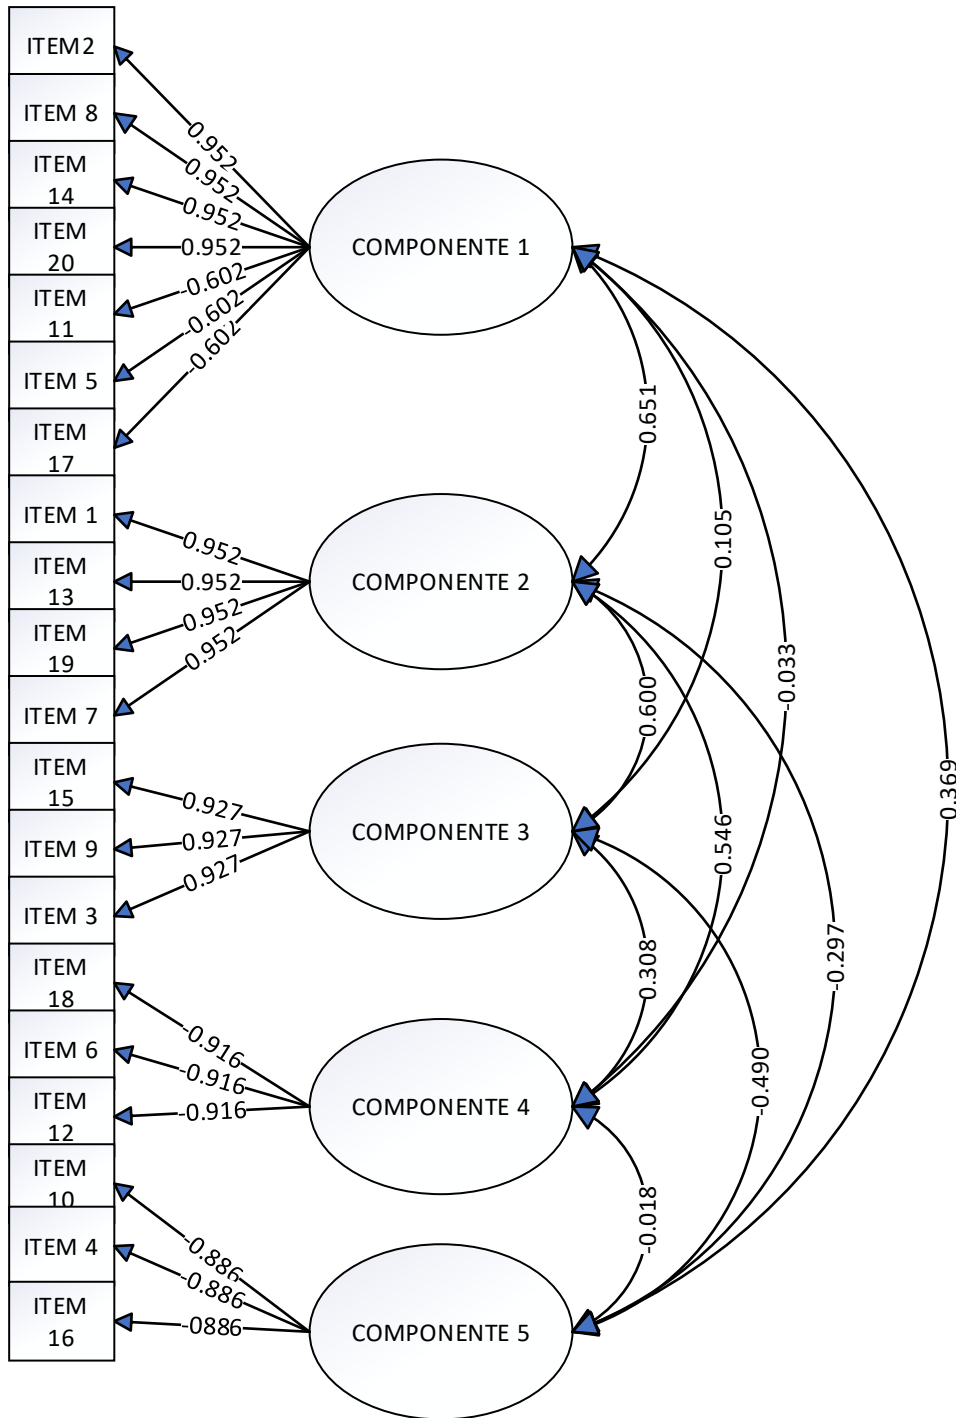 ITEM2
ITEM 8
ITEM
14
ITEM
20
ITEM
11
ITEM 5
ITEM
17
ITEM 1
ITEM
13
ITEM
19
ITEM 7
ITEM
15
ITEM 9
ITEM 3
ITEM
18
ITEM 6
ITEM
12
ITEM
10
ITEM 4
ITEM
16
0.952
0.952
0.952
0.952
-0.602
-0.602
-0.602
0.952
0.952
0.952
0.952
0.927
0.927
0.927
-0.916
-0.916
-0.916
-0.886
-0.886
-0886
COMPONENTE 1
COMPONENTE 2
COMPONENTE 3
COMPONENTE 4
COMPONENTE 5
0.651
0.105
-0.033
0.369
0.600
0.546
-0.297
0.308
-0.490
-0.018